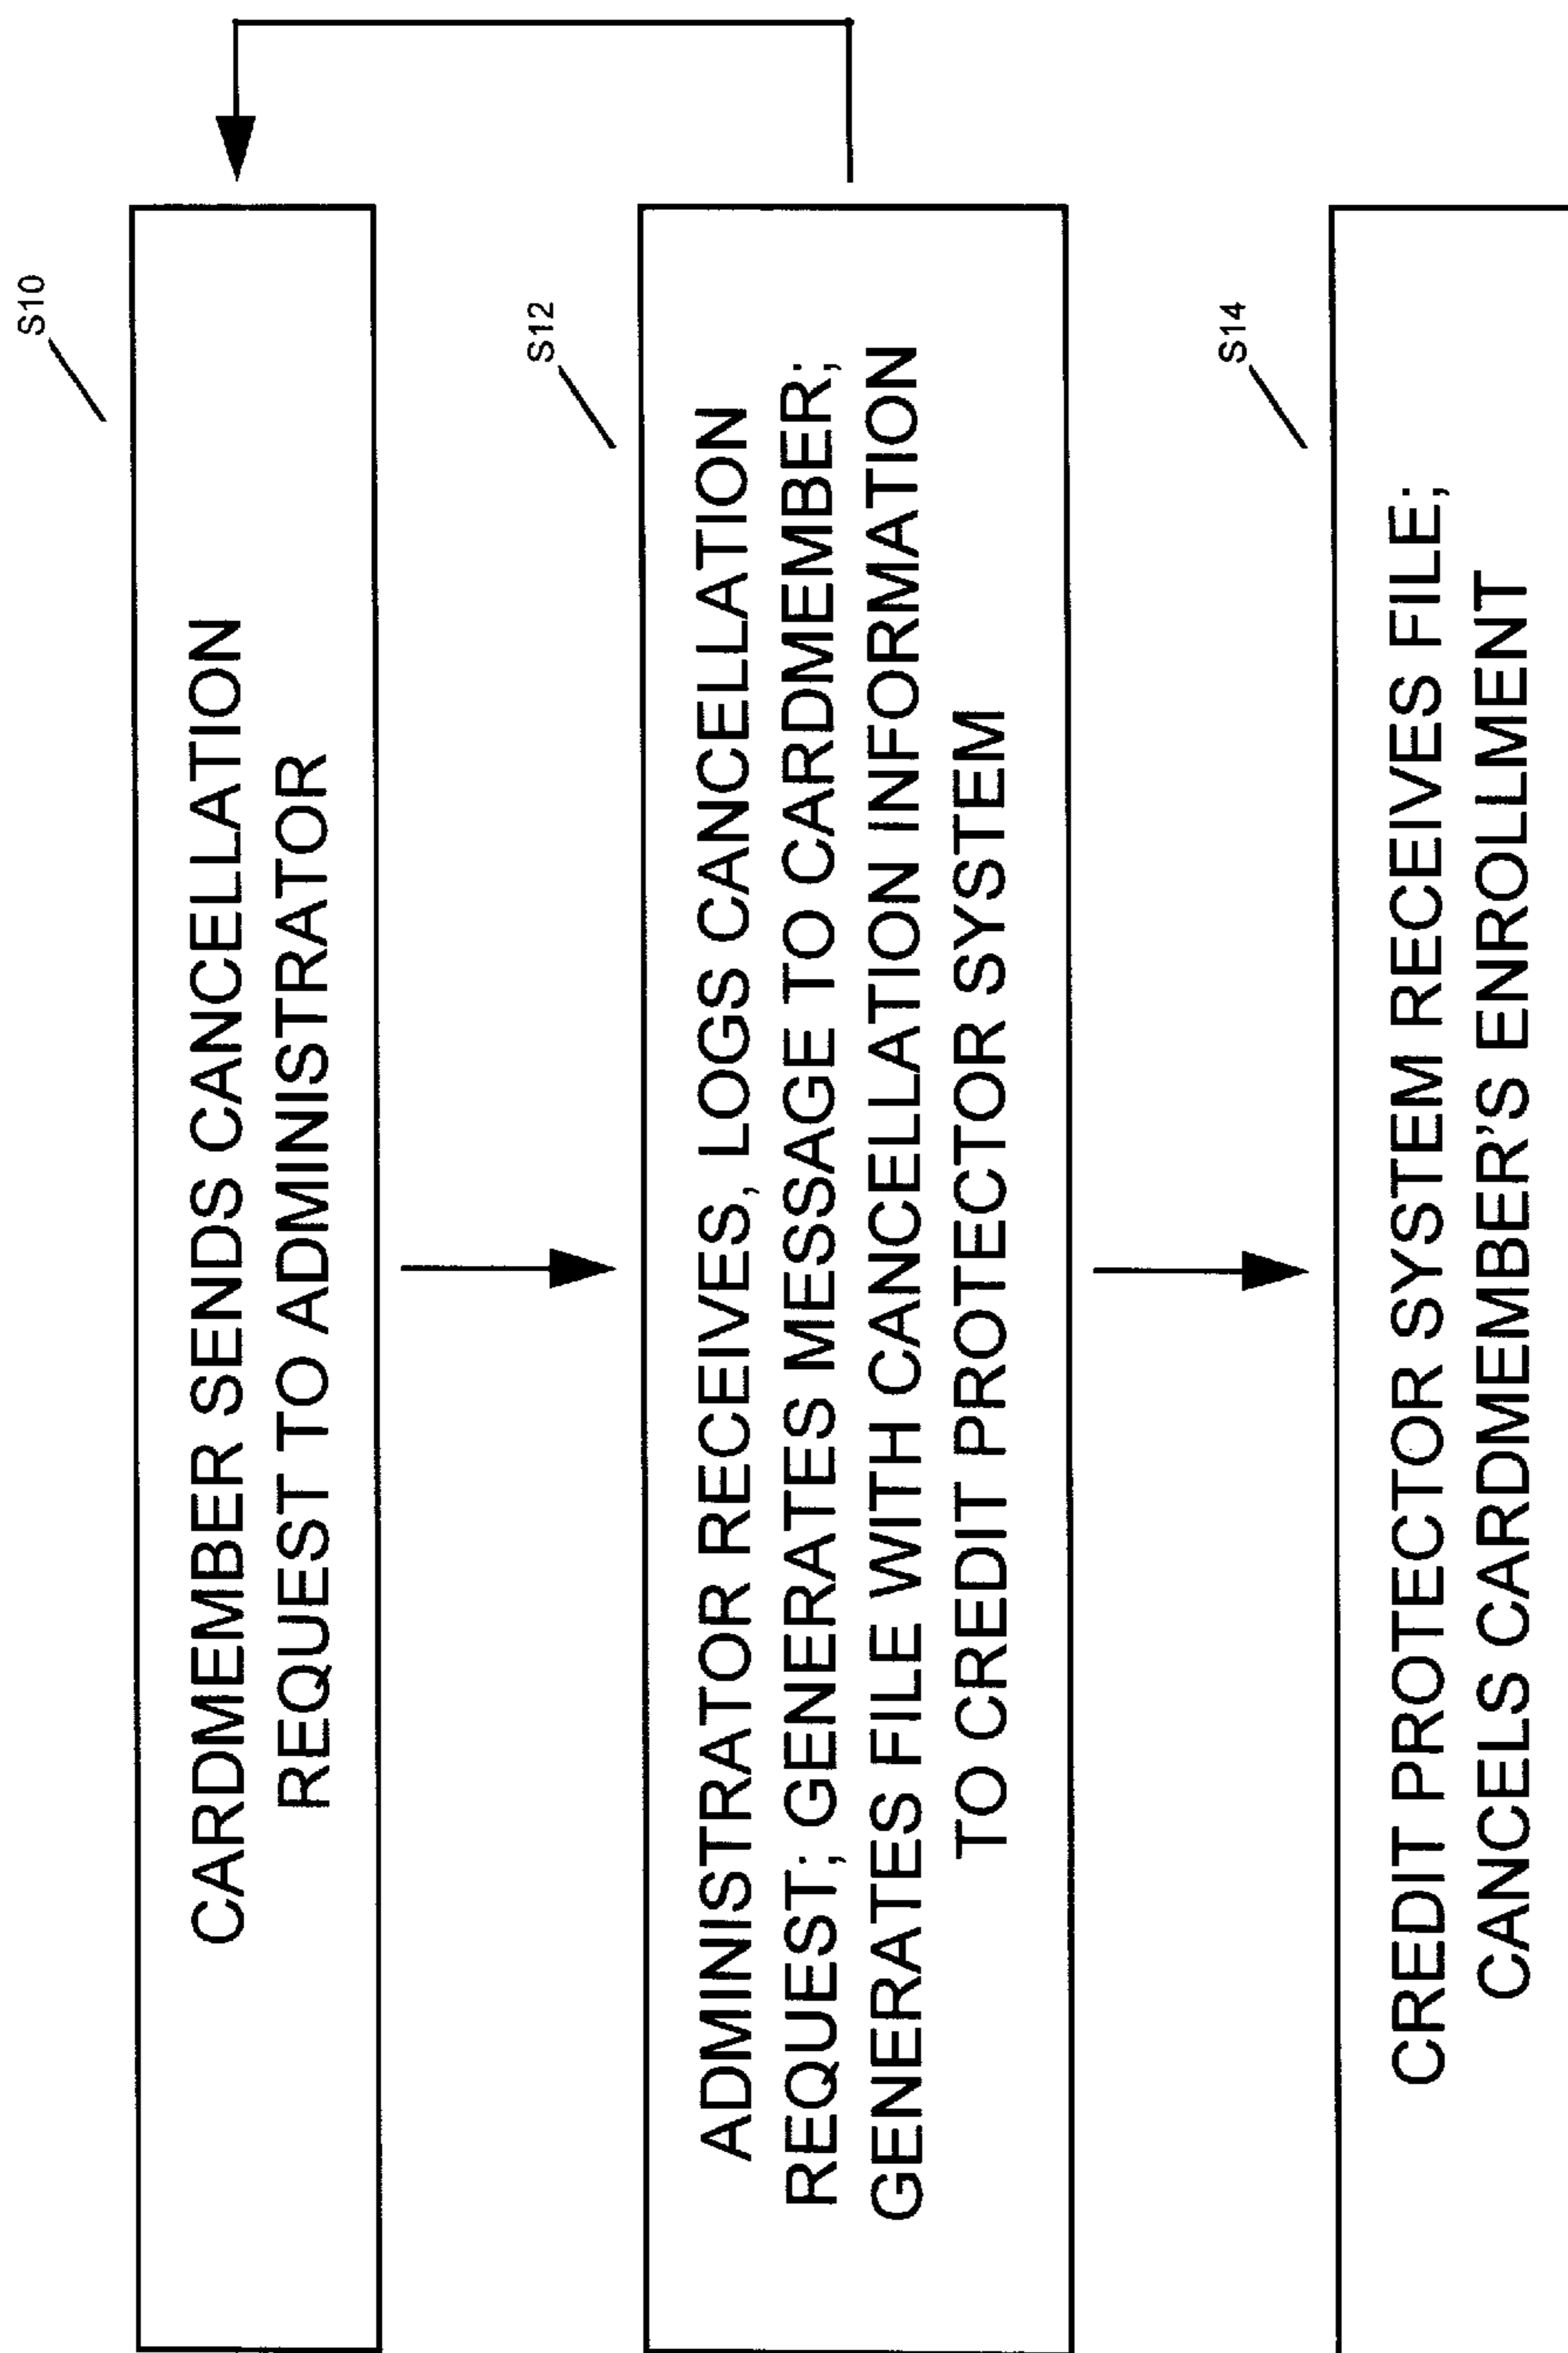 S10
CARDMEMBER SENDS CANCELLATION
REQUEST TO ADMINISTRATOR
S12
ADMINISTRATOR RECEIVES, LOGS CANCELLATION
REQUEST; GENERATES MESSAGE TO CARDMEMBER;
GENERATES FILE WITH CANCELLATION INFORMATION
TO CREDIT PROTECTOR SYSTEM
S14
CREDIT PROTECTOR SYSTEM RECEIVES FILE;
CANCELS CARDMEMBER'S ENROLLMENT